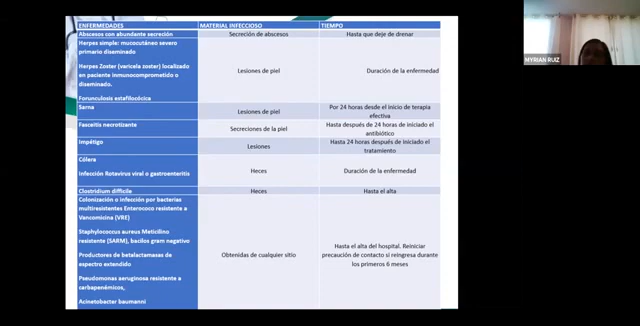 ENFERMEDADES MATERIAL INFECCIOSO TIEMPO
Abscesos con abundante secreción Secreción de abscesos Hasta que deje de drenar
Herpes simple: mucocutáneo severo
primario diseminado
Herpes Zoster (varicela zoster) localizado
en paciente inmunocomprometido o
diseminado.
Forunculosis estafilocócica
Lesiones de piel Duración de la enfermedad
Sarna Lesiones de piel Por 24 horas desde el inicio de terapia
efectiva
Fasceitis necrotizante Secreciones de la piel Hasta después de 24 horas de iniciado el
antibiótico
Impétigo Lesiones Hasta 24 horas después de iniciado el
tratamiento
Cólera
Infección Rotavirus viral o gastroenteritis
Heces Duración de la enfermedad
Clostridium difficile Heces Hasta el alta
Colonización o infección por bacterias
multiresistentes Enterococo resistente a
Vancomicina (VRE)
Staphylococcus aureus Meticilino
resistente (SARM), bacilos gram negativo
Productores de betalactamasas de
espectro extendido
Pseudomonas aeruginosa resistente a
carbapenémicos,
Acinetobacter baumanni
Obtenidas de cualquier sitio
Hasta el alta del hospital. Reiniciar
precaución de contacto si reingresa durante
los primeros 6 meses
MYRIAN RUIZ